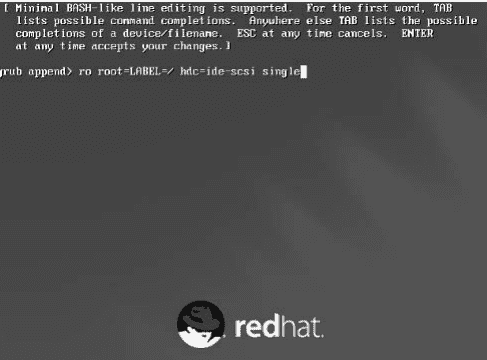 [ Minimal BASH-like line editing is supported.  For the first word, TAB
lists possible command completions.  Anywhere else TAB lists the possible
completions of a device/filename.  ESC at any time cancels.  ENTER
at any time accepts your changes.]
grub append> ro root=LABEL=/ hdc=ide-scsi single
redhat.